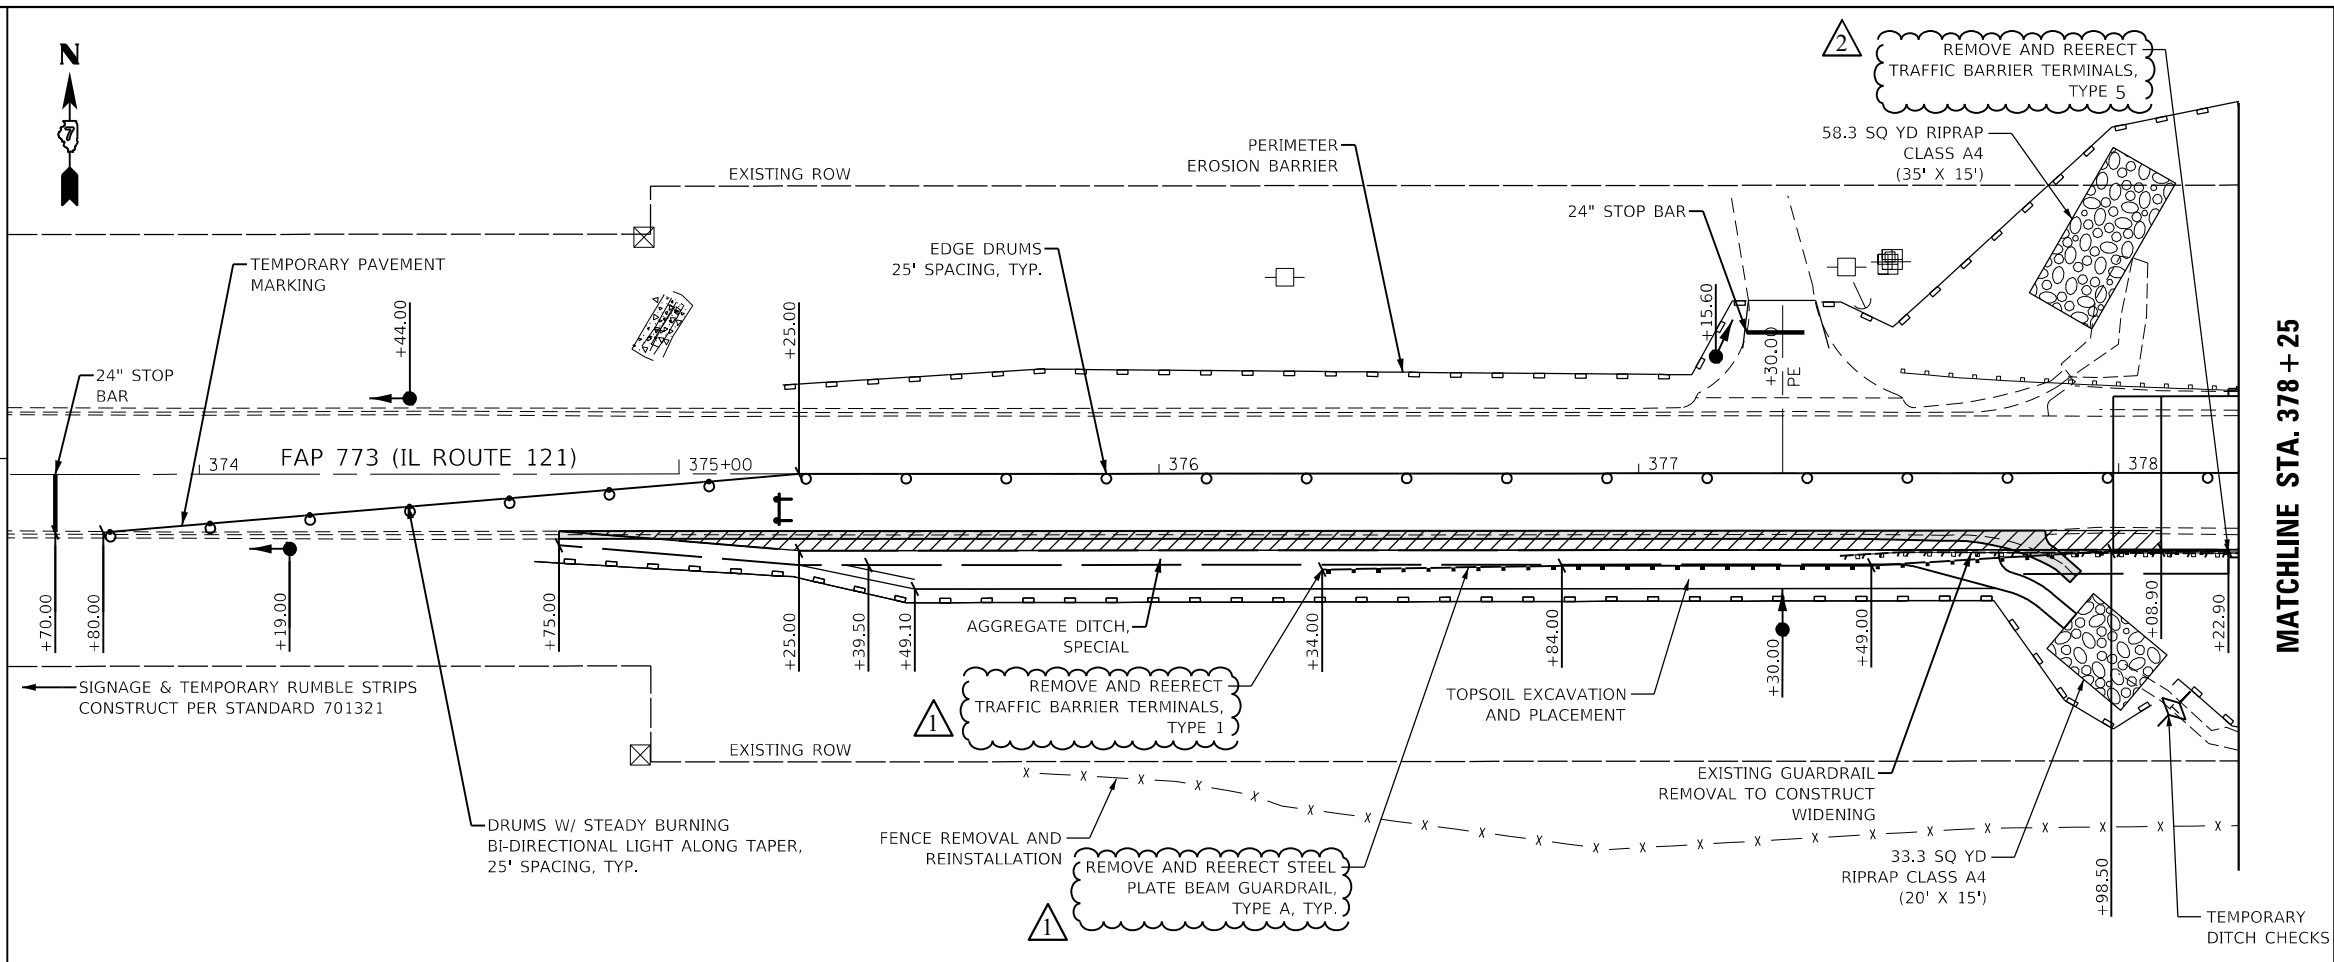 N
7
2
REMOVE AND REERECT
TRAFFIC BARRIER TERMINALS,
TYPE 5
58.3 SQ YD RIPRAP
CLASS A4
(35' X 15')
PERIMETER
EROSION BARRIER
EXISTING ROW
24" STOP BAR
EDGE DRUMS
25' SPACING, TYP.
TEMPORARY PAVEMENT
MARKING
+44.00
+25.00
+15.60
+30.00
PE
24" STOP
BAR
MATCHLINE STA. 378+25
FAP 773 (IL ROUTE 121)
374
375+00
376
377
378
+70.00
+80.00
+19.00
+75.00
+25.00
+39.50
+49.10
+34.00
+84.00
+30.00
+49.00
+08.90
+22.90
AGGREGATE DITCH,
SPECIAL
SIGNAGE & TEMPORARY RUMBLE STRIPS
CONSTRUCT PER STANDARD 701321
1
REMOVE AND REERECT
TRAFFIC BARRIER TERMINALS,
TYPE 1
TOPSOIL EXCAVATION
AND PLACEMENT
EXISTING ROW
EXISTING GUARDRAIL
REMOVAL TO CONSTRUCT
WIDENING
DRUMS W/ STEADY BURNING
BI-DIRECTIONAL LIGHT ALONG TAPER,
25' SPACING, TYP.
FENCE REMOVAL AND
REINSTALLATION
1
REMOVE AND REERECT STEEL
PLATE BEAM GUARDRAIL,
TYPE A, TYP.
33.3 SQ YD
RIPRAP CLASS A4
(20' X 15')
+98.50
TEMPORARY
DITCH CHECKS